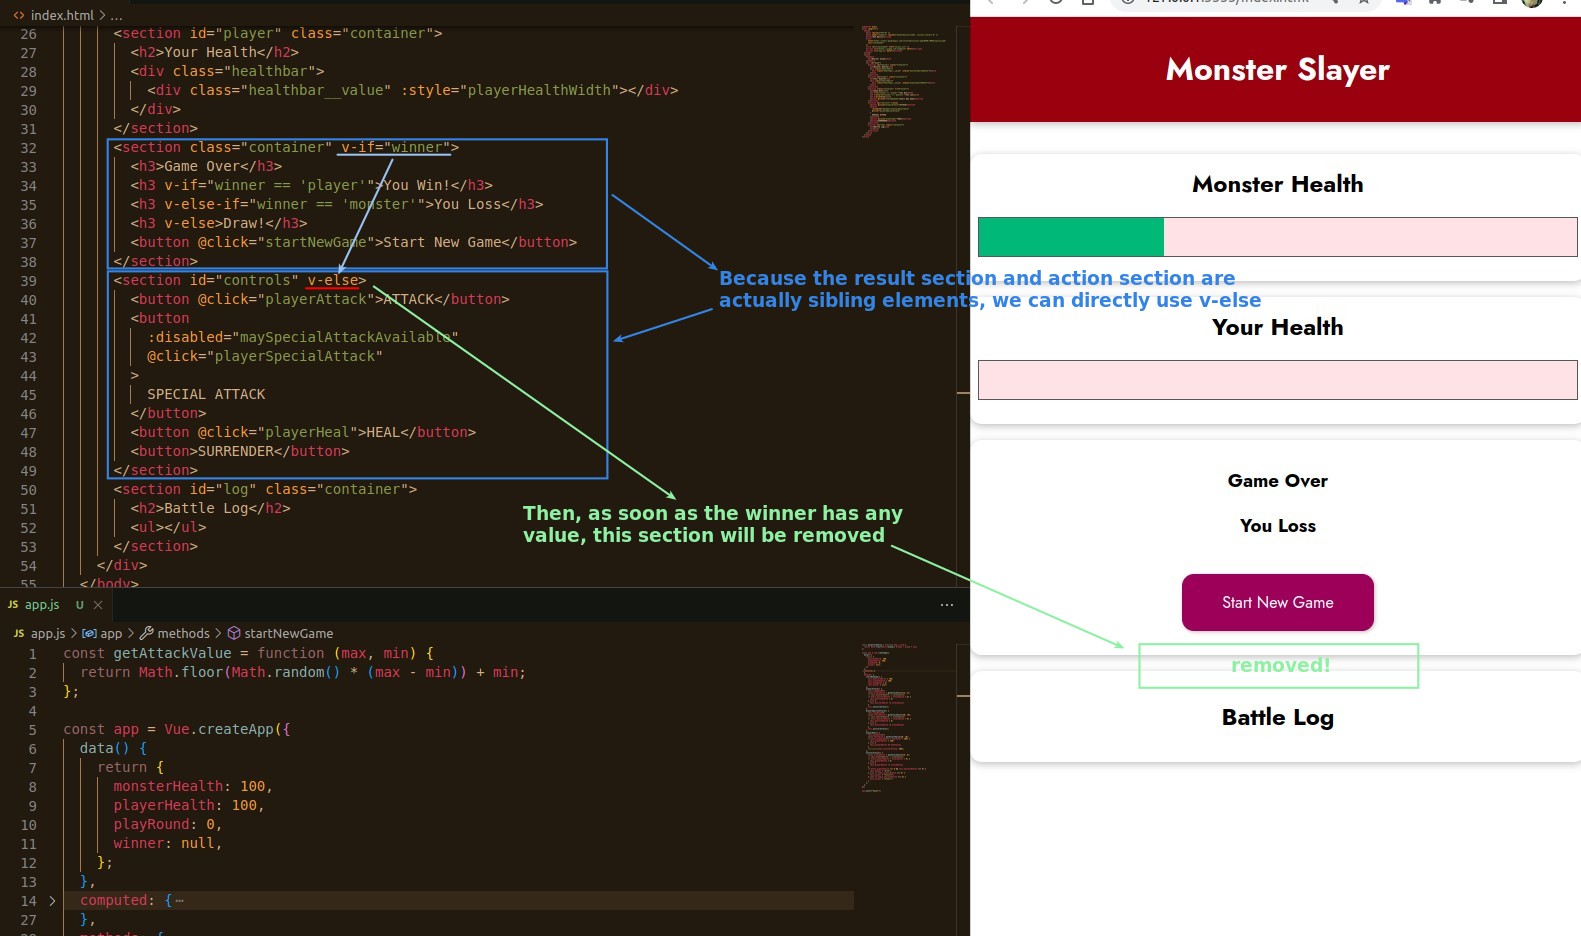 index.html > ...
26 <section id="player" class="container">
27 <h2>Your Health</h2>
28 <div class="healthbar">
29 <div class="healthbar__value" :style="playerHealthWidth"></div>
30 </div>
31 </section>
32 <section class="container" v-if="winner">
33 <h3>Game Over</h3>
34 <h3 v-if="winner == 'player'">You Win!</h3>
35 <h3 v-else-if="winner == 'monster'">You Loss</h3>
36 <h3 v-else>Draw!</h3>
37 <button @click="startNewGame">Start New Game</button>
38 </section>
39 <section id="controls" v-else>
40 <button @click="playerAttack">ATTACK</button>
41 <button
42 :disabled="maySpecialAttackAvailable"
43 @click="playerSpecialAttack"
44 >
45 SPECIAL ATTACK
46 </button>
47 <button @click="playerHeal">HEAL</button>
48 <button>SURRENDER</button>
49 </section>
50 <section id="log" class="container">
51 <h2>Battle Log</h2>
52 <ul></ul>
53 </section>
54 </div>
55 </body>
Because the result section and action section are
actually sibling elements, we can directly use v-else
Then, as soon as the winner has any
value, this section will be removed
JS app.js U ×
...
JS app.js > app > methods > startNewGame
1 const getAttackValue = function (max, min) {
2 return Math.floor(Math.random() * (max - min)) + min;
3 };
4
5 const app = Vue.createApp({
6 data() {
7 return {
8 monsterHealth: 100,
9 playerHealth: 100,
10 playRound: 0,
11 winner: null,
12 };
13 },
14 computed: {…
27 },
Monster Slayer
Monster Health
Your Health
Game Over
You Loss
Start New Game
removed!
Battle Log